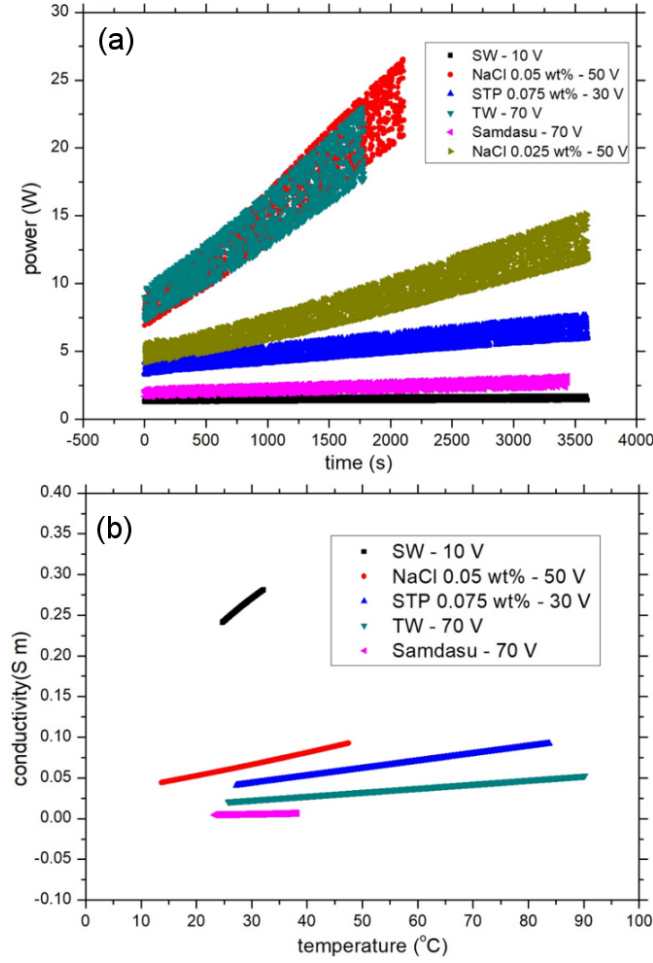 (a)
30
25
20
15
10
5
0
power (W)
SW - 10 V
NaCl 0.05 wt% - 50 V
STP 0.075 wt% - 30 V
TW - 70 V
Samdasu - 70 V
NaCl 0.025 wt% - 50 V
-500 0 500 1000 1500 2000 2500 3000 3500 4000
time (s)
(b)
0.40
0.35
0.30
0.25
0.20
0.15
0.10
0.05
0.00
-0.05
-0.10
conductivity(S m)
SW - 10 V
NaCl 0.05 wt% - 50 V
STP 0.075 wt% - 30 V
TW - 70 V
Samdasu - 70 V
0 10 20 30 40 50 60 70 80 90 100
temperature (°C)